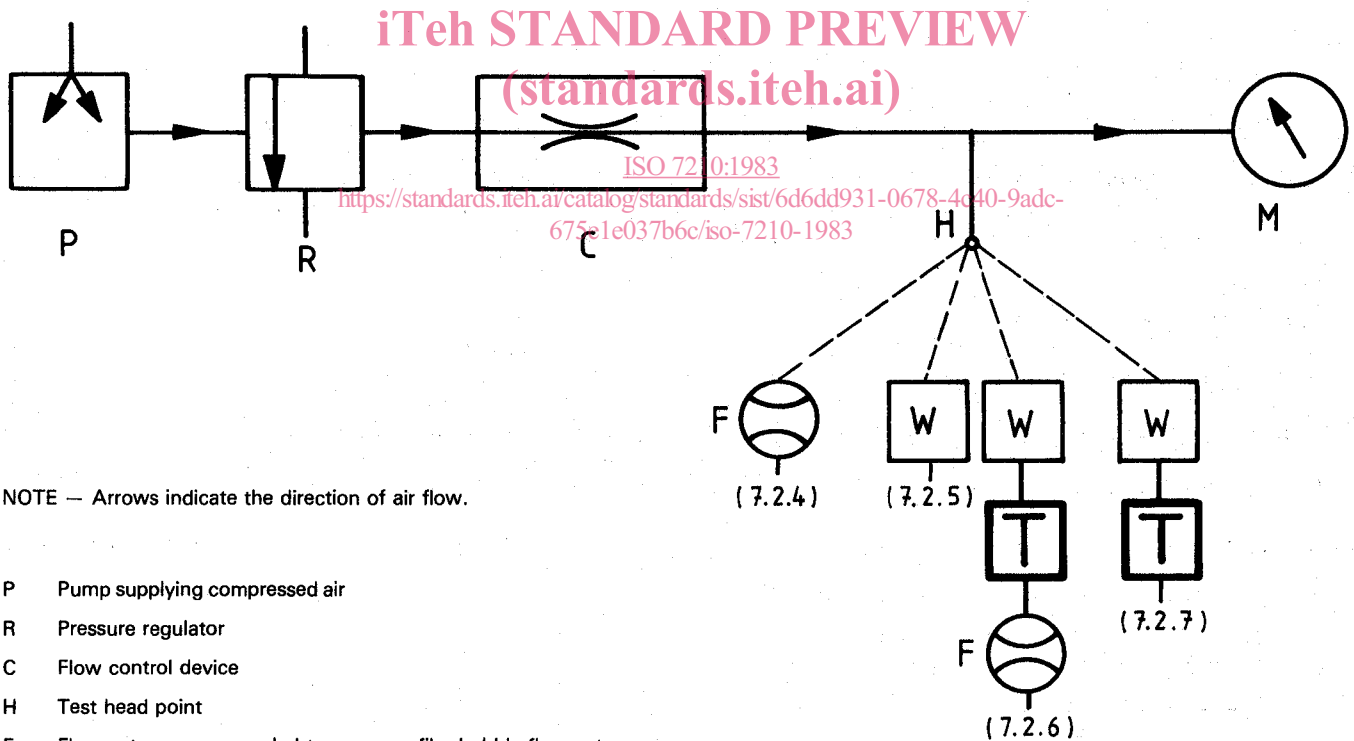 iTeh STANDARD PREVIEW
(standards.iteh.ai)
ISO 7210:1983
https://standards.iteh.ai/catalog/standards/sist/6d6dd931-0678-4c40-9adc-
675e1e037b6c/iso-7210-1983
P
R
C
H
M
F
W
W
W
(7.2.4)
(7.2.5)
T
T
(7.2.7)
F
(7.2.6)
NOTE — Arrows indicate the direction of air flow.
P Pump supplying compressed air
R Pressure regulator
C Flow control device
H Test head point